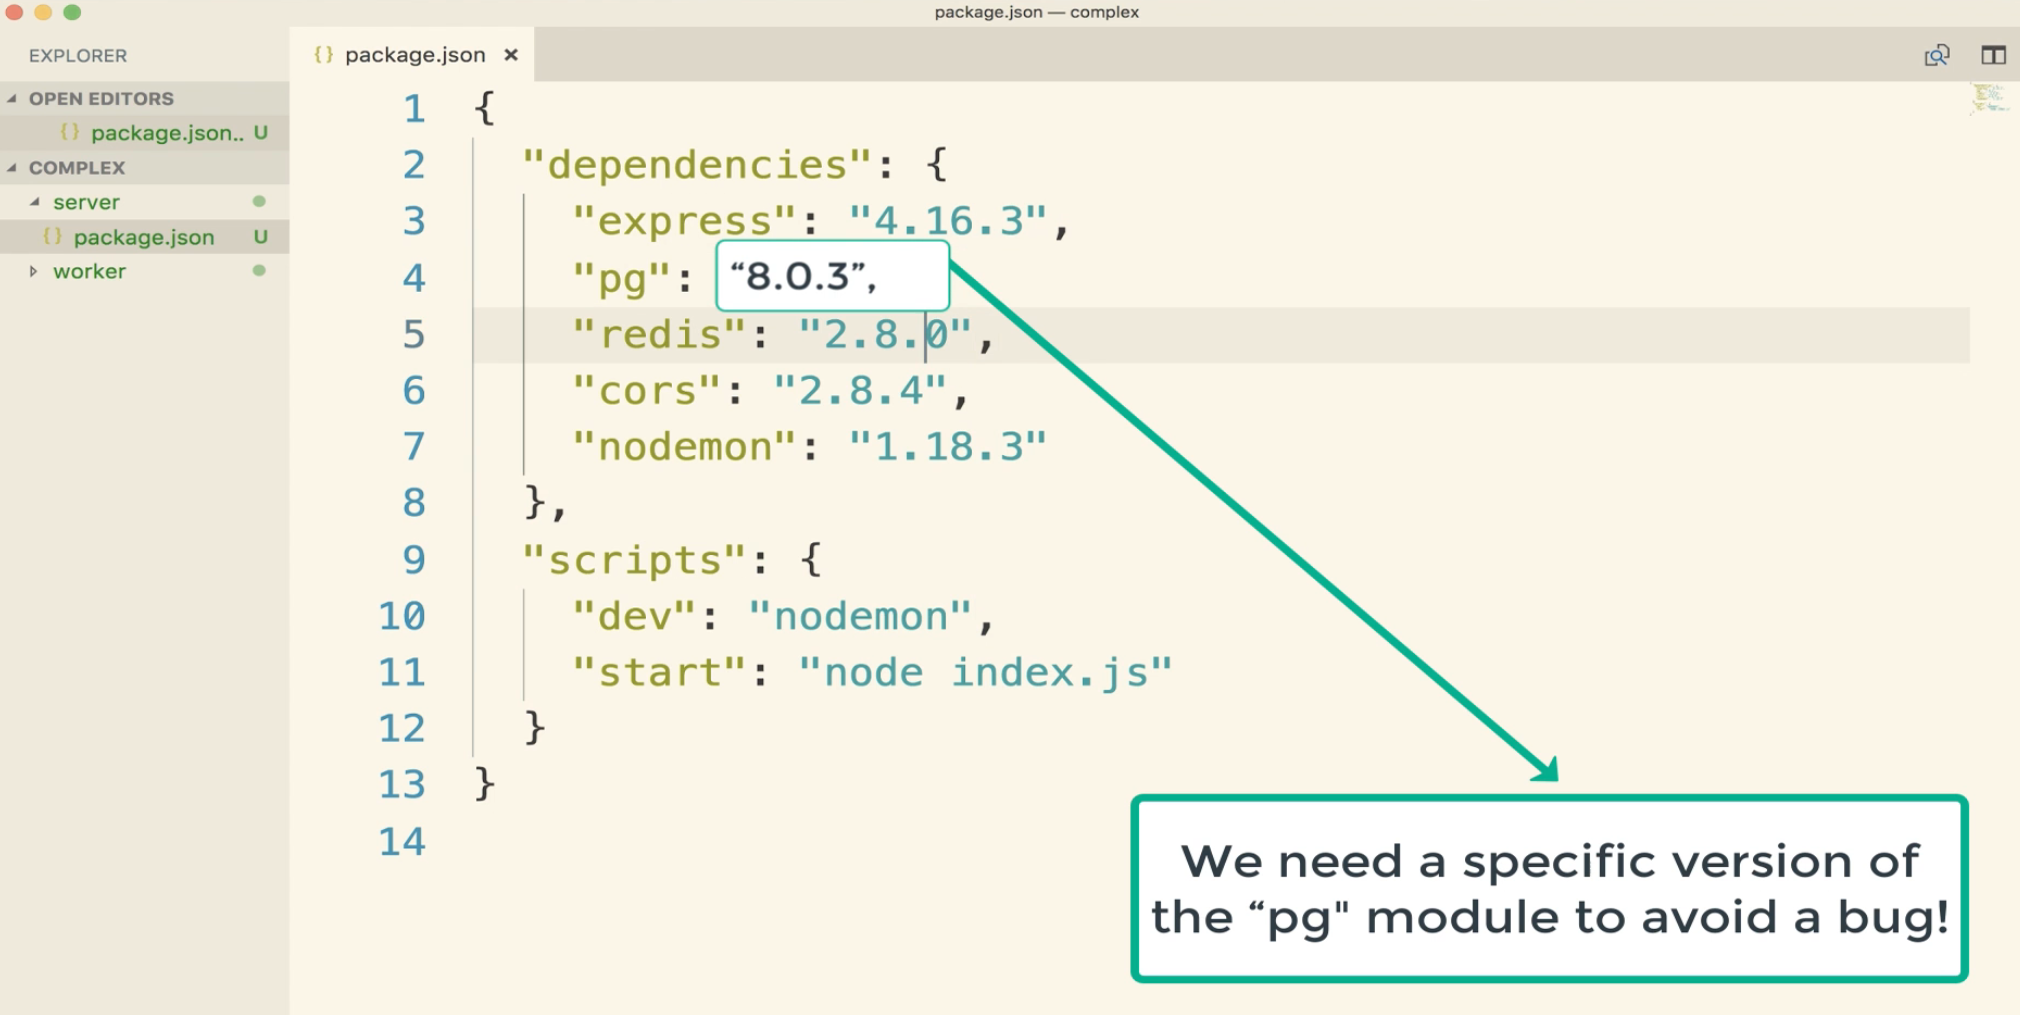 package.json — complex
EXPLORER
{} package.json ×
OPEN EDITORS
{} package.json.. U
COMPLEX
server
{} package.json U
worker
1 {
2 "dependencies": {
3 "express": "4.16.3",
4 "pg": “8.0.3”,
5 "redis": "2.8.0",
6 "cors": "2.8.4",
7 "nodemon": "1.18.3"
8 },
9 "scripts": {
10 "dev": "nodemon",
11 "start": "node index.js"
12 }
13 }
14
We need a specific version of
the “pg" module to avoid a bug!